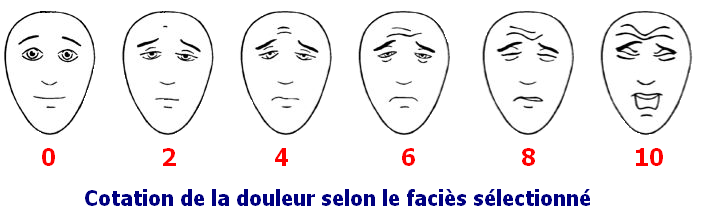 0 2 4 6 8 10
Cotation de la douleur selon le faciès sélectionné